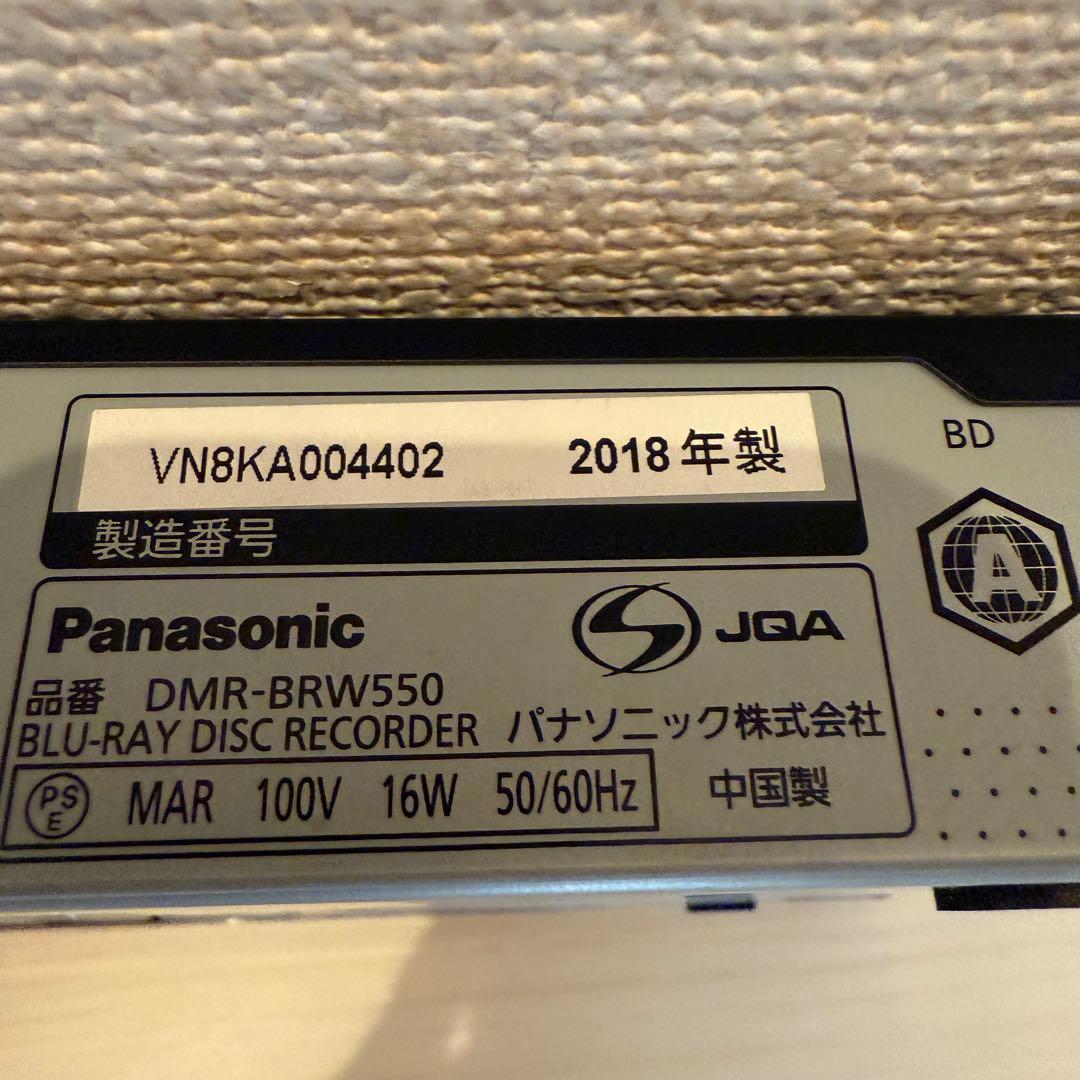 VN8KA004402 2018年製
製造番号
BD
A
Panasonic JQA
品番 DMR-BRW550
BLU-RAY DISC RECORDER パナソニック株式会社
PSE MAR 100V 16W 50/60Hz 中国製